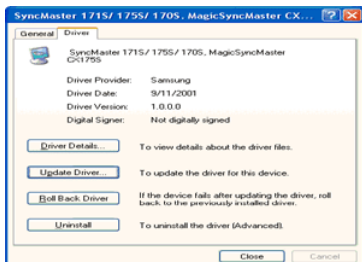 SyncMaster 171S/ 175S/ 170S, MagicSyncMaster CX...
General
Driver
SyncMaster 171S/ 175S/ 170S, MagicSyncMaster
CX175S
Driver Provider: Samsung
Driver Date: 9/11/2001
Driver Version: 1.0.0.0
Digital Signer: Not digitally signed
Driver Details... To view details about the driver files.
Update Driver... To update the driver for this device.
Roll Back Driver If the device fails after updating the driver, roll
back to the previously installed driver.
Uninstall To uninstall the driver (Advanced).
Close Cancel